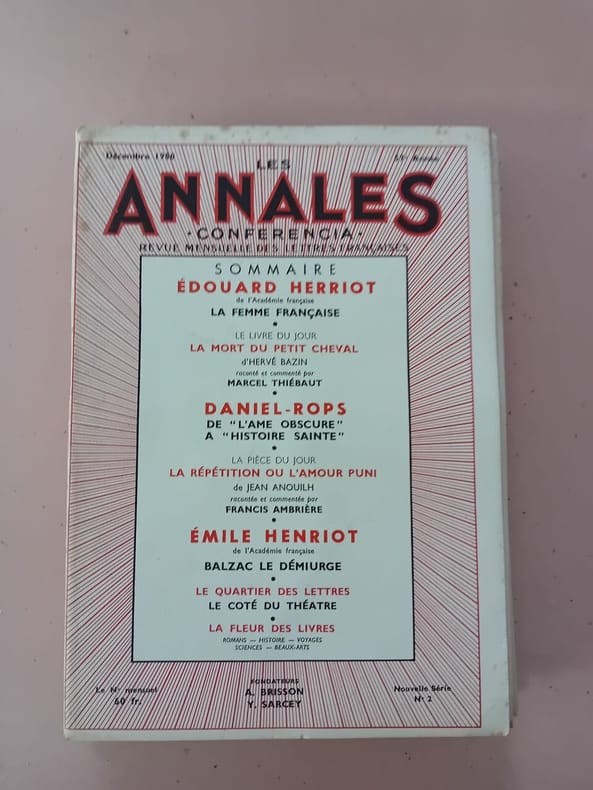 Décembre 1950
57e Année
LES
ANNALES
·CONFERENCIA·
REVUE MENSUELLE DES LETTRES FRANÇAISES
SOMMAIRE
ÉDOUARD HERRIOT
de l'Académie française
LA FEMME FRANÇAISE
•
LE LIVRE DU JOUR
LA MORT DU PETIT CHEVAL
d'HERVÉ BAZIN
raconté et commenté par
MARCEL THIÉBAUT
•
DANIEL-ROPS
DE "L'AME OBSCURE"
A "HISTOIRE SAINTE"
•
LA PIÈCE DU JOUR
LA RÉPÉTITION OU L'AMOUR PUNI
de JEAN ANOUILH
racontée et commentée par
FRANCIS AMBRIÈRE
•
ÉMILE HENRIOT
de l'Académie française
BALZAC LE DÉMIURGE
•
LE QUARTIER DES LETTRES
LE COTÉ DU THÉATRE
•
LA FLEUR DES LIVRES
ROMANS — HISTOIRE — VOYAGES
SCIENCES — BEAUX-ARTS
FONDATEURS
A. BRISSON
Y. SARCEY
Le No mensuel
60 fr.
Nouvelle Série
No 2